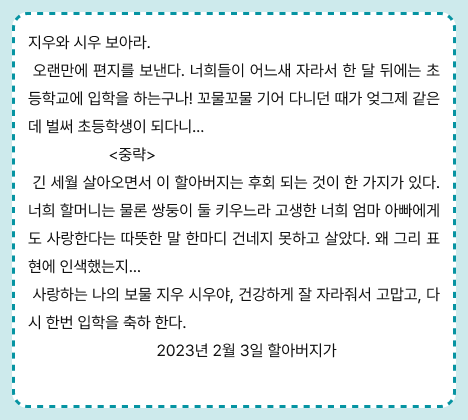 지우와 시우 보아라.
오랜만에 편지를 보낸다. 너희들이 어느새 자라서 한 달 뒤에는 초
등학교에 입학을 하는구나! 꼬물꼬물 기어 다니던 때가 엊그제 같은
데 벌써 초등학생이 되다니...
<중략>
긴 세월 살아오면서 이 할아버지는 후회 되는 것이 한 가지가 있다.
너희 할머니는 물론 쌍둥이 둘 키우느라 고생한 너희 엄마 아빠에게
도 사랑한다는 따뜻한 말 한마디 건네지 못하고 살았다. 왜 그리 표
현에 인색했는지...
사랑하는 나의 보물 지우 시우야, 건강하게 잘 자라줘서 고맙고, 다
시 한번 입학을 축하 한다.
2023년 2월 3일 할아버지가